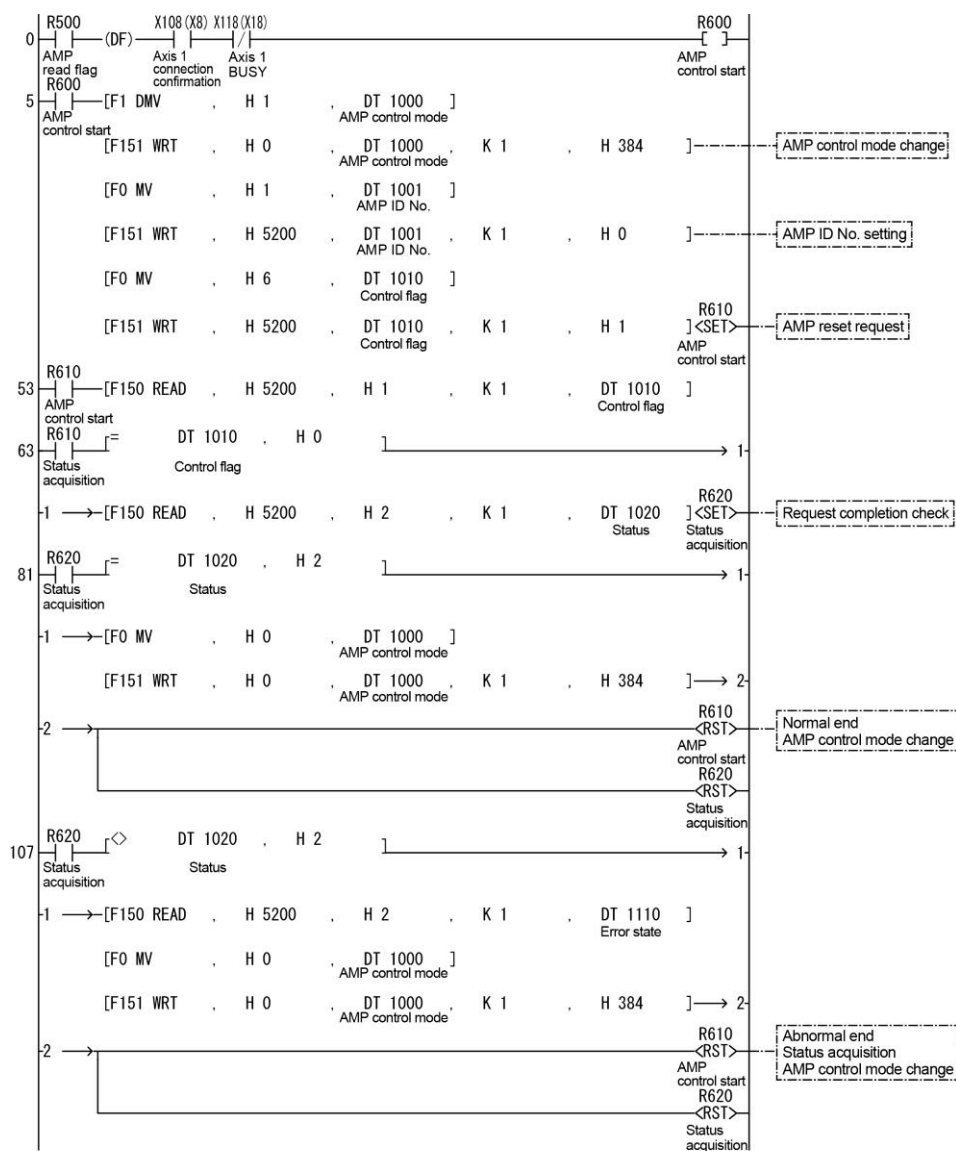 R500 X108(X8) X118(X18) R600
0 (DF) [ ]
AMP read flag Axis 1 connection confirmation Axis 1 BUSY AMP control start
R600
5 [F1 DMV , H 1 , DT 1000 ]
AMP control start AMP control mode
[F151 WRT , H 0 , DT 1000 , K 1 , H 384 ] AMP control mode change
AMP control mode
[F0 MV , H 1 , DT 1001 ]
AMP ID No.
[F151 WRT , H 5200 , DT 1001 , K 1 , H 0 ] AMP ID No. setting
AMP ID No.
[F0 MV , H 6 , DT 1010 ]
Control flag
R610
[F151 WRT , H 5200 , DT 1010 , K 1 , H 1 ]<SET> AMP reset request
Control flag AMP control start
R610
53 [F150 READ , H 5200 , H 1 , K 1 , DT 1010 ]
AMP control start Control flag
R610
63 [= DT 1010 , H 0 ] 1
Status acquisition Control flag
R620
1 [F150 READ , H 5200 , H 2 , K 1 , DT 1020 ]<SET> Request completion check
Status Status acquisition
R620
81 [= DT 1020 , H 2 ] 1
Status acquisition Status
1 [F0 MV , H 0 , DT 1000 ]
AMP control mode
[F151 WRT , H 0 , DT 1000 , K 1 , H 384 ] 2
AMP control mode
R610
2 <RST> Normal end
AMP control mode change
AMP control start
R620
<RST>
Status acquisition
R620
107 [<> DT 1020 , H 2 ] 1
Status acquisition Status
1 [F150 READ , H 5200 , H 2 , K 1 , DT 1110 ]
Error state
[F0 MV , H 0 , DT 1000 ]
AMP control mode
[F151 WRT , H 0 , DT 1000 , K 1 , H 384 ] 2
AMP control mode
R610
2 <RST> Abnormal end
Status acquisition
AMP control mode change
AMP control start
R620
<RST>
Status acquisition